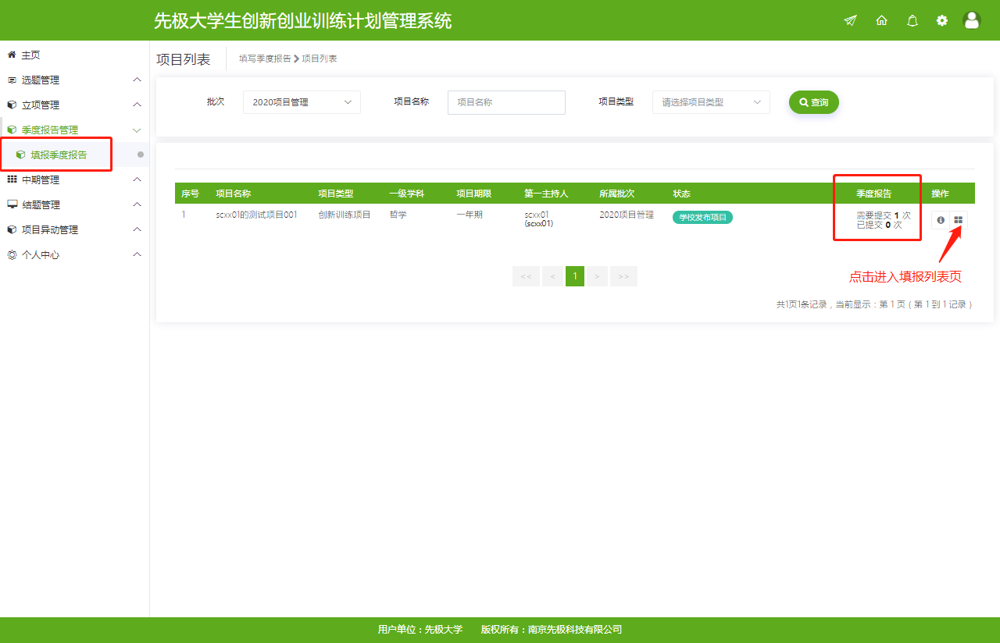 先极大学生创新创业训练计划管理系统
主页
选题管理
立项管理
季度报告管理
填报季度报告
中期管理
结题管理
项目异动管理
个人中心
项目列表 填写季度报告 项目列表
批次 2020项目管理 项目名称 项目名称 项目类型 请选择项目类型 查询
序号 项目名称 项目类型 一级学科 项目期限 第一主持人 所属批次 状态 季度报告 操作
1 scxx01的测试项目001 创新训练项目 哲学 一年期 scxx01 2020项目管理 学校发布项目 需要提交 1 次
(scxx01) 已提交 0 次
<< < 1 > >>
点击进入填报列表页
共1页1条记录，当前显示：第 1 页（第 1 到 1 记录）
用户单位：先极大学 版权所有：南京先极科技有限公司